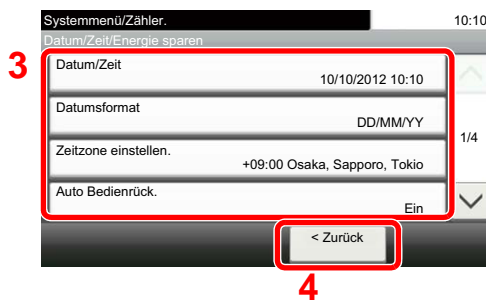 Systemmenü/Zähler.
10:10
Datum/Zeit/Energie sparen
3
Datum/Zeit
10/10/2012 10:10
Datumsformat
DD/MM/YY
1/4
Zeitzone einstellen.
+09:00 Osaka, Sapporo, Tokio
Auto Bedienrück.
Ein
< Zurück
4